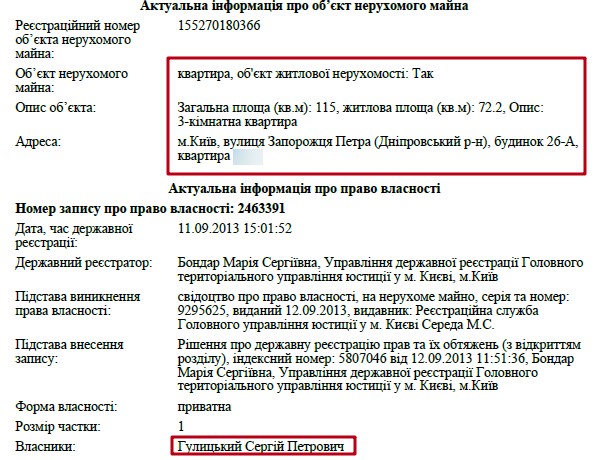 Актуальна інформація про об’єкт нерухомого майна
Реєстраційний номер 155270180366
об’єкта нерухомого
майна:
Об’єкт нерухомого квартира, об'єкт житлової нерухомості: Так
майна:
Опис об’єкта: Загальна площа (кв.м): 115, житлова площа (кв.м): 72.2, Опис:
3-кімнатна квартира
Адреса: м.Київ, вулиця Запорожця Петра (Дніпровський р-н), будинок 26-А,
квартира
Актуальна інформація про право власності
Номер запису про право власності: 2463391
Дата, час державної 11.09.2013 15:01:52
реєстрації:
Державний реєстратор: Бондар Марія Сергіївна, Управління державної реєстрації Головного
територіального управління юстиції у м. Києві, м.Київ
Підстава виникнення свідоцтво про право власності, на нерухоме майно, серія та номер:
права власності: 9295625, виданий 12.09.2013, видавник: Реєстраційна служба
Головного управління юстиції у м. Києві Середа М.С.
Підстава внесення Рішення про державну реєстрацію прав та їх обтяжень (з відкриттям
запису: розділу), індексний номер: 5807046 від 12.09.2013 11:51:36, Бондар
Марія Сергіївна, Управління державної реєстрації Головного
територіального управління юстиції у м. Києві, м.Київ
Форма власності: приватна
Розмір частки: 1
Власники: Гулицький Сергій Петрович